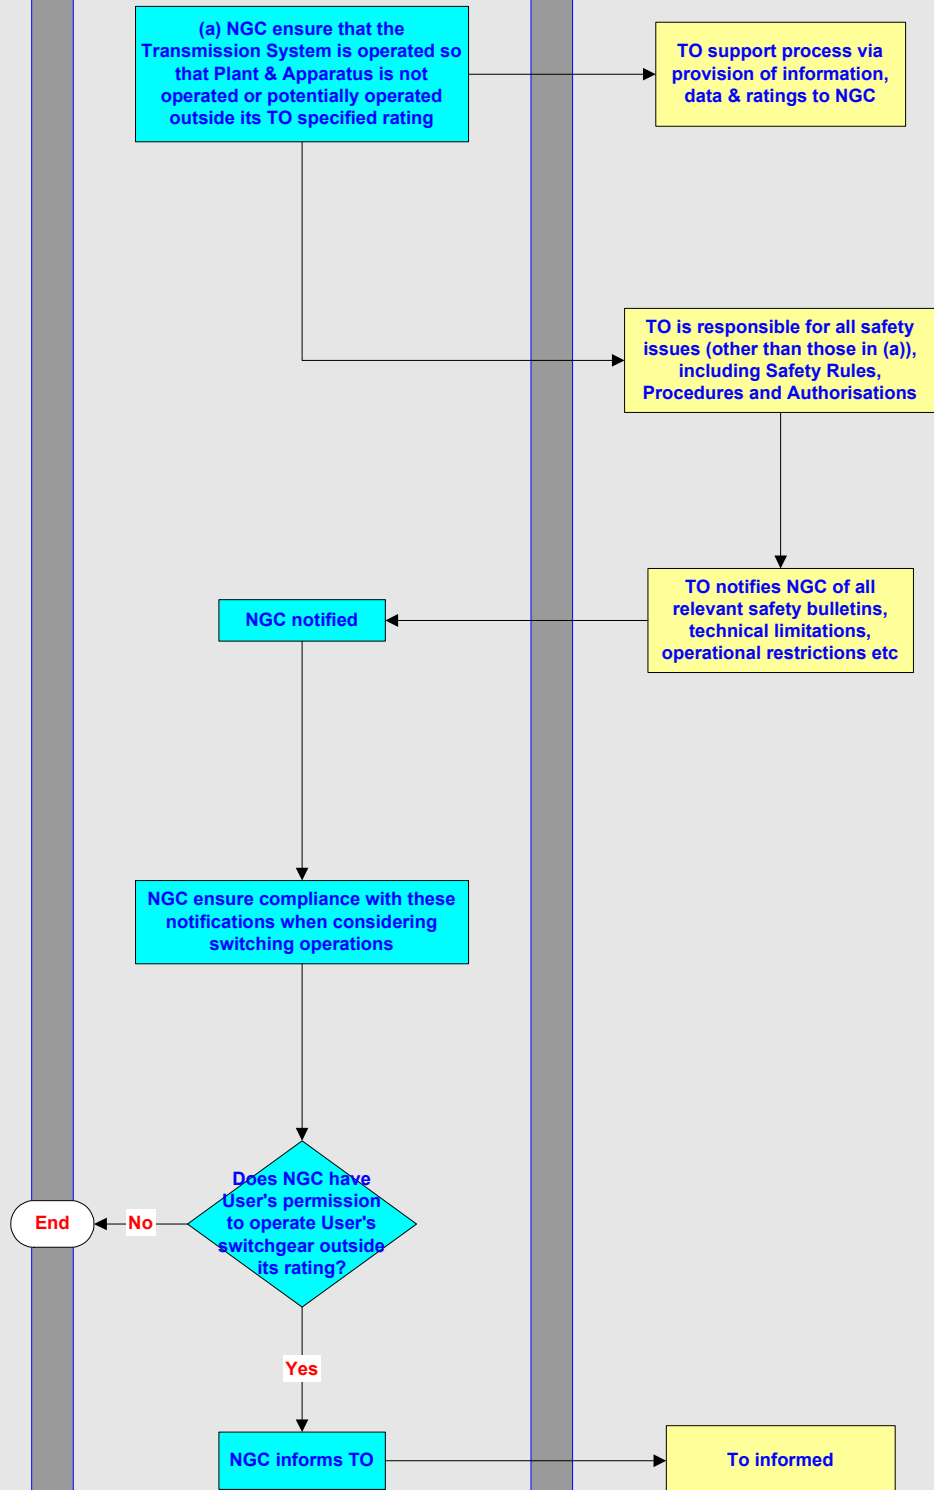 (a) NGC ensure that the
Transmission System is operated so
that Plant & Apparatus is not
operated or potentially operated
outside its TO specified rating
TO support process via
provision of information,
data & ratings to NGC
TO is responsible for all safety
issues (other than those in (a)),
including Safety Rules,
Procedures and Authorisations
TO notifies NGC of all
relevant safety bulletins,
technical limitations,
operational restrictions etc
NGC notified
NGC ensure compliance with these
notifications when considering
switching operations
Does NGC have
User's permission
to operate User's
switchgear outside
its rating?
No
End
Yes
NGC informs TO
To informed